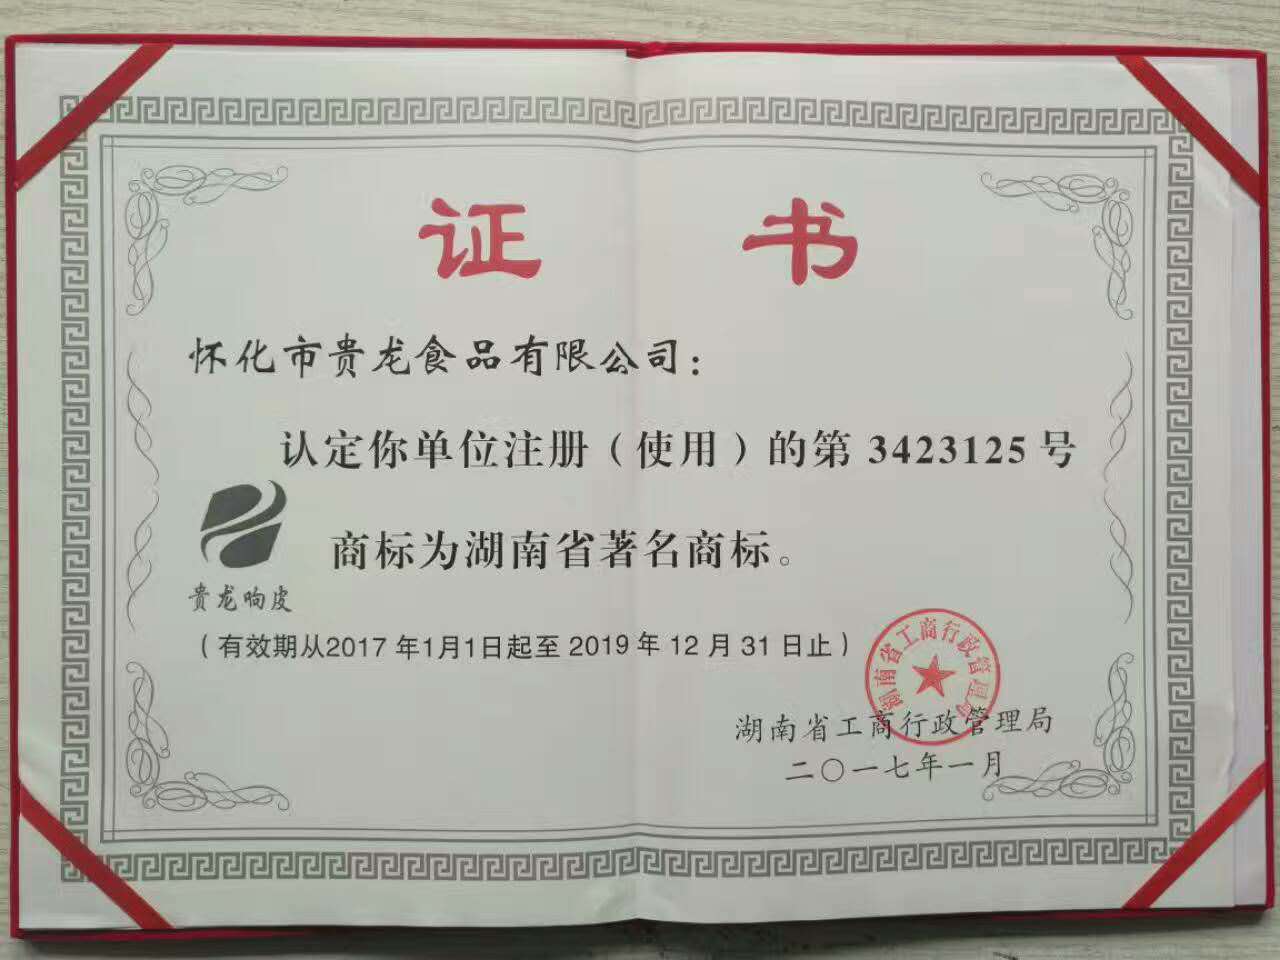 证 书
怀化市贵龙食品有限公司：
认定你单位注册（使用）的第 3423125 号
商标为湖南省著名商标。
贵龙响皮
（有效期从2017 年1月1日起至 2019 年 12 月 31 日止）
湖南省工商行政管理局
湖南省工商行政管理局
二〇一七年一月